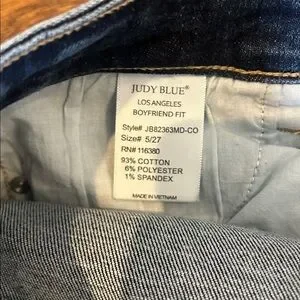 JUDY BLUE®
LOS ANGELES
BOYFRIEND FIT
Style# JB82363MD-CO
Size# 5/27
RN# 116380
93% COTTON
6% POLYESTER
1% SPANDEX
MADE IN VIETNAM